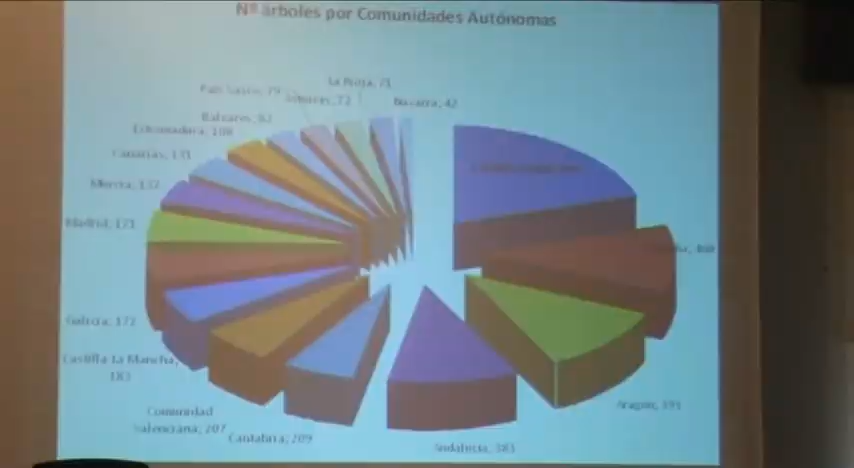 Nº árboles por Comunidades Autónomas
La Rioja, 71
País Vasco, 79
Asturias, 72
Navarra, 42
Baleares, 82
Extremadura, 108
Canarias, 131
Murcia, 132
Madrid, 171
Galicia, 172
Castilla La Mancha,
183
Comunidad
Valenciana, 207
Cantabria, 209
Andalucía, 383
Aragón, 391